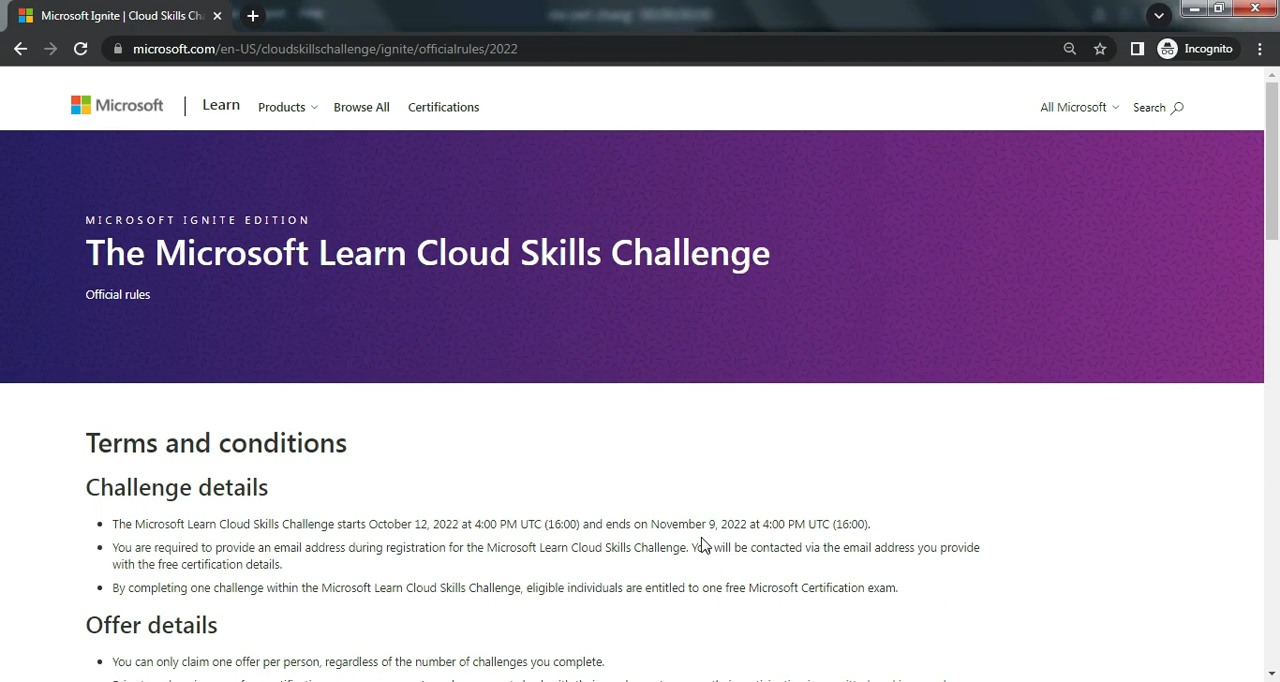 Microsoft Ignite | Cloud Skills Ch
microsoft.com/en-US/cloudskillschallenge/ignite/officialrules/2022
Incognito
Microsoft
Learn
Products
Browse All
Certifications
All Microsoft
Search
MICROSOFT IGNITE EDITION
The Microsoft Learn Cloud Skills Challenge
Official rules
Terms and conditions
Challenge details
• The Microsoft Learn Cloud Skills Challenge starts October 12, 2022 at 4:00 PM UTC (16:00) and ends on November 9, 2022 at 4:00 PM UTC (16:00).
• You are required to provide an email address during registration for the Microsoft Learn Cloud Skills Challenge. You will be contacted via the email address you provide
with the free certification details.
• By completing one challenge within the Microsoft Learn Cloud Skills Challenge, eligible individuals are entitled to one free Microsoft Certification exam.
Offer details
• You can only claim one offer per person, regardless of the number of challenges you complete.